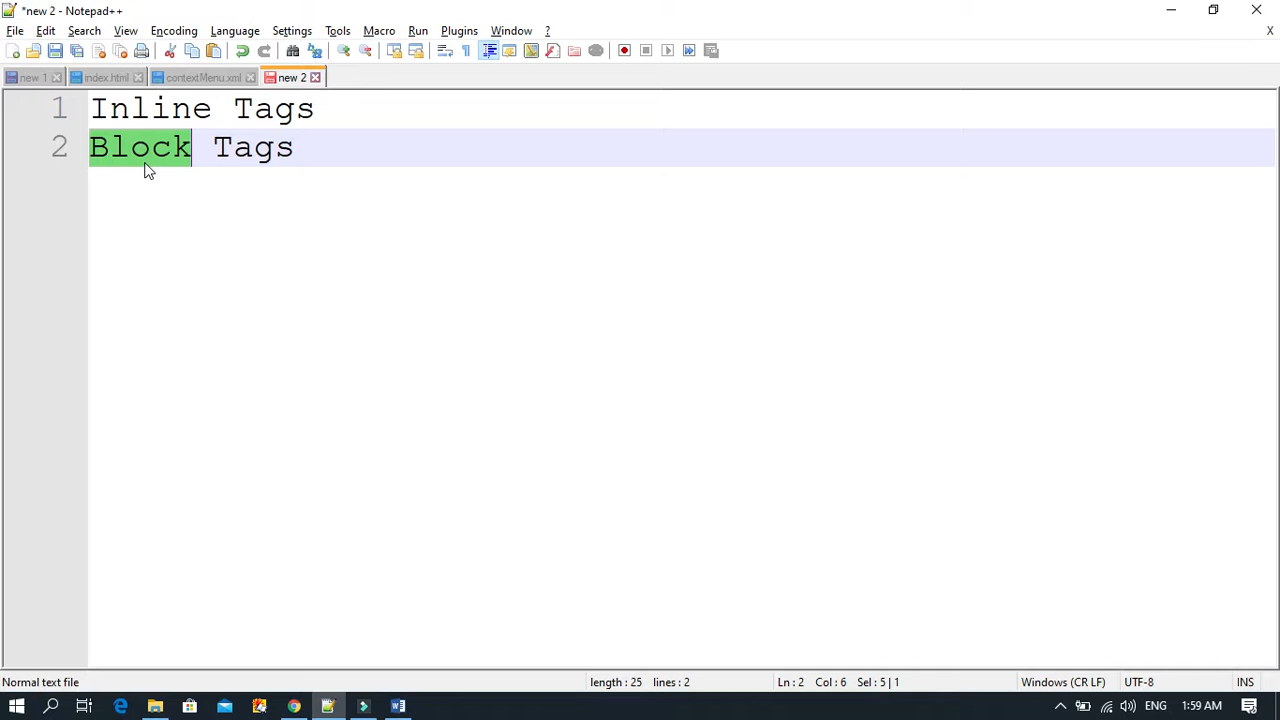 *new 2 - Notepad++
File Edit Search View Encoding Language Settings Tools Macro Run Plugins Window ? X
new 1 index.html contextMenu.xml new 2
1 Inline Tags
2 Block Tags
Normal text file length : 25 lines : 2 Ln : 2 Col : 6 Sel : 5 | 1 Windows (CR LF) UTF-8 INS
ENG 1:59 AM